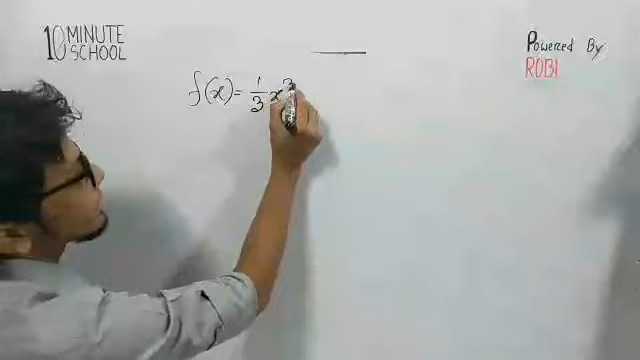 10 MINUTE SCHOOL
Powered By
ROBI
f(x) = 1/3 x³